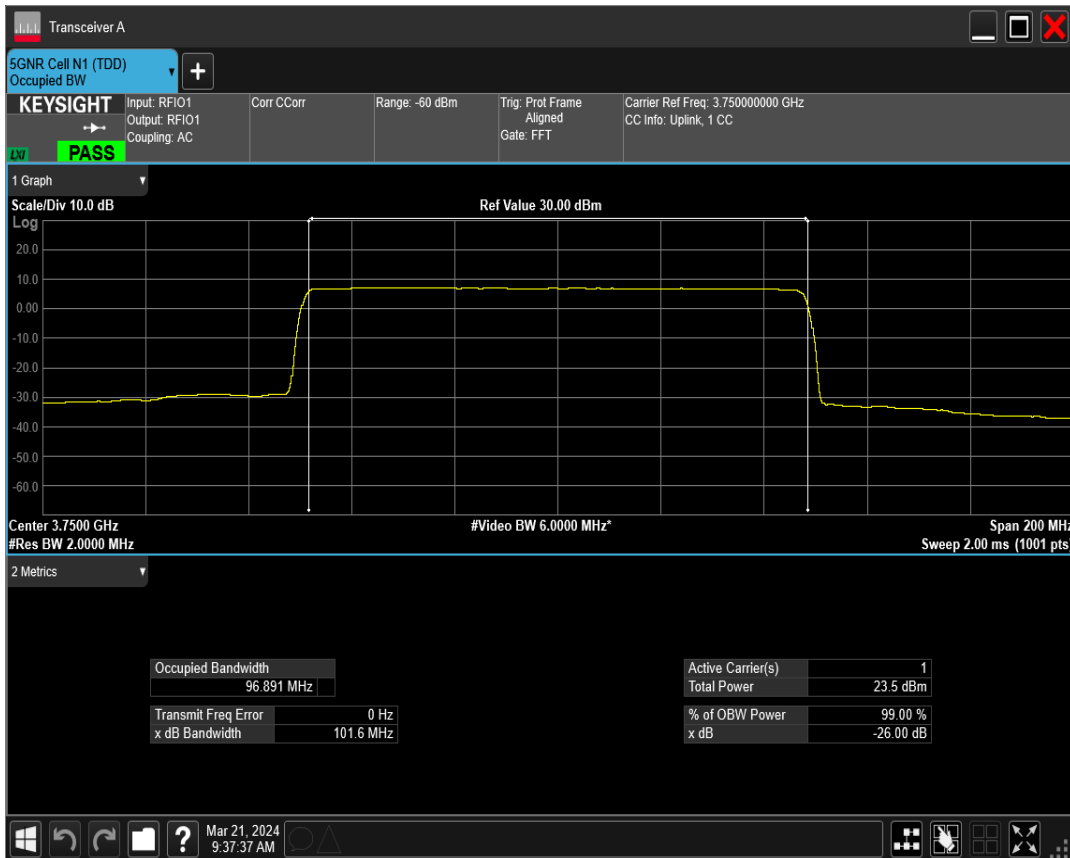 Transceiver A
5GNR Cell N1 (TDD)
Occupied BW
KEYSIGHT
LXI
PASS
Input: RFIO1
Output: RFIO1
Coupling: AC
Corr CCorr
Range: -60 dBm
Trig: Prot Frame
Aligned
Gate: FFT
Carrier Ref Freq: 3.750000000 GHz
CC Info: Uplink, 1 CC
1 Graph
Scale/Div 10.0 dB
Ref Value 30.00 dBm
Log
20.0
10.0
0.00
-10.0
-20.0
-30.0
-40.0
-50.0
-60.0
Center 3.7500 GHz
#Video BW 6.0000 MHz*
Span 200 MHz
#Res BW 2.0000 MHz
Sweep 2.00 ms (1001 pts)
2 Metrics
Occupied Bandwidth
96.891 MHz
Transmit Freq Error 0 Hz
x dB Bandwidth 101.6 MHz
Active Carrier(s) 1
Total Power 23.5 dBm
% of OBW Power 99.00 %
x dB -26.00 dB
?
Mar 21, 2024
9:37:37 AM